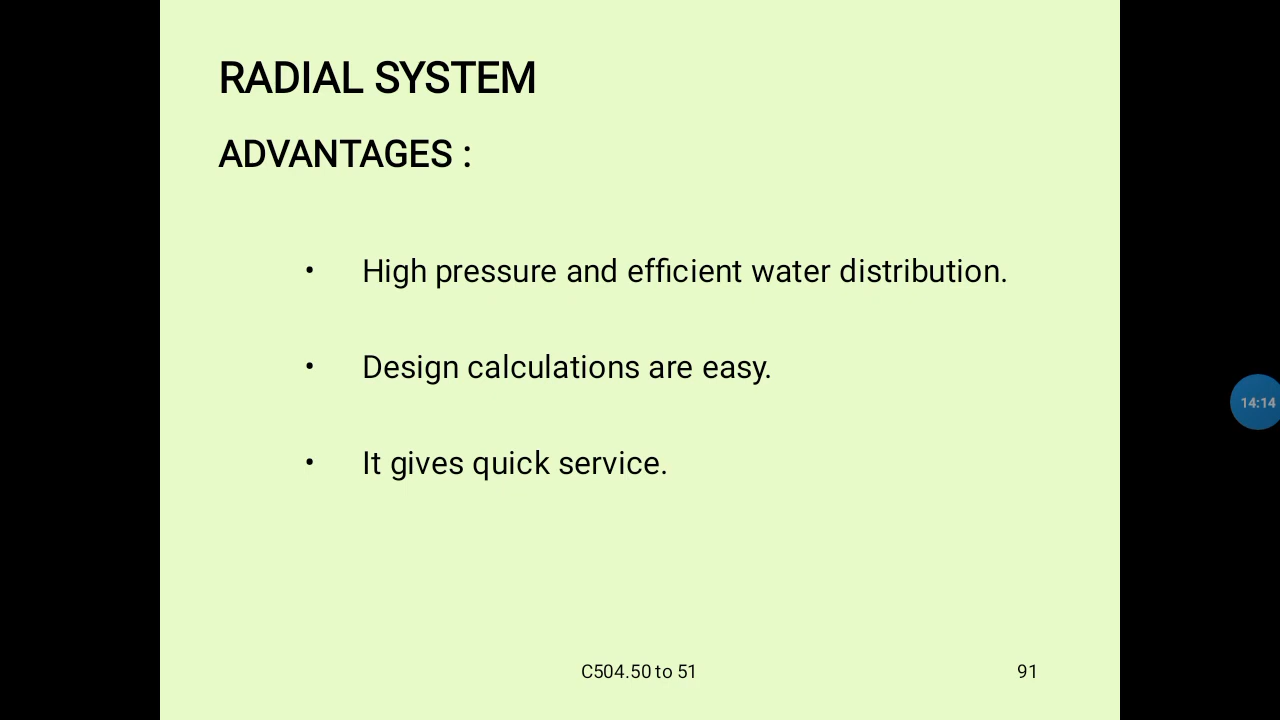 RADIAL SYSTEM
ADVANTAGES :
• High pressure and efficient water distribution.
• Design calculations are easy.
• It gives quick service.
14:14
C504.50 to 51
91